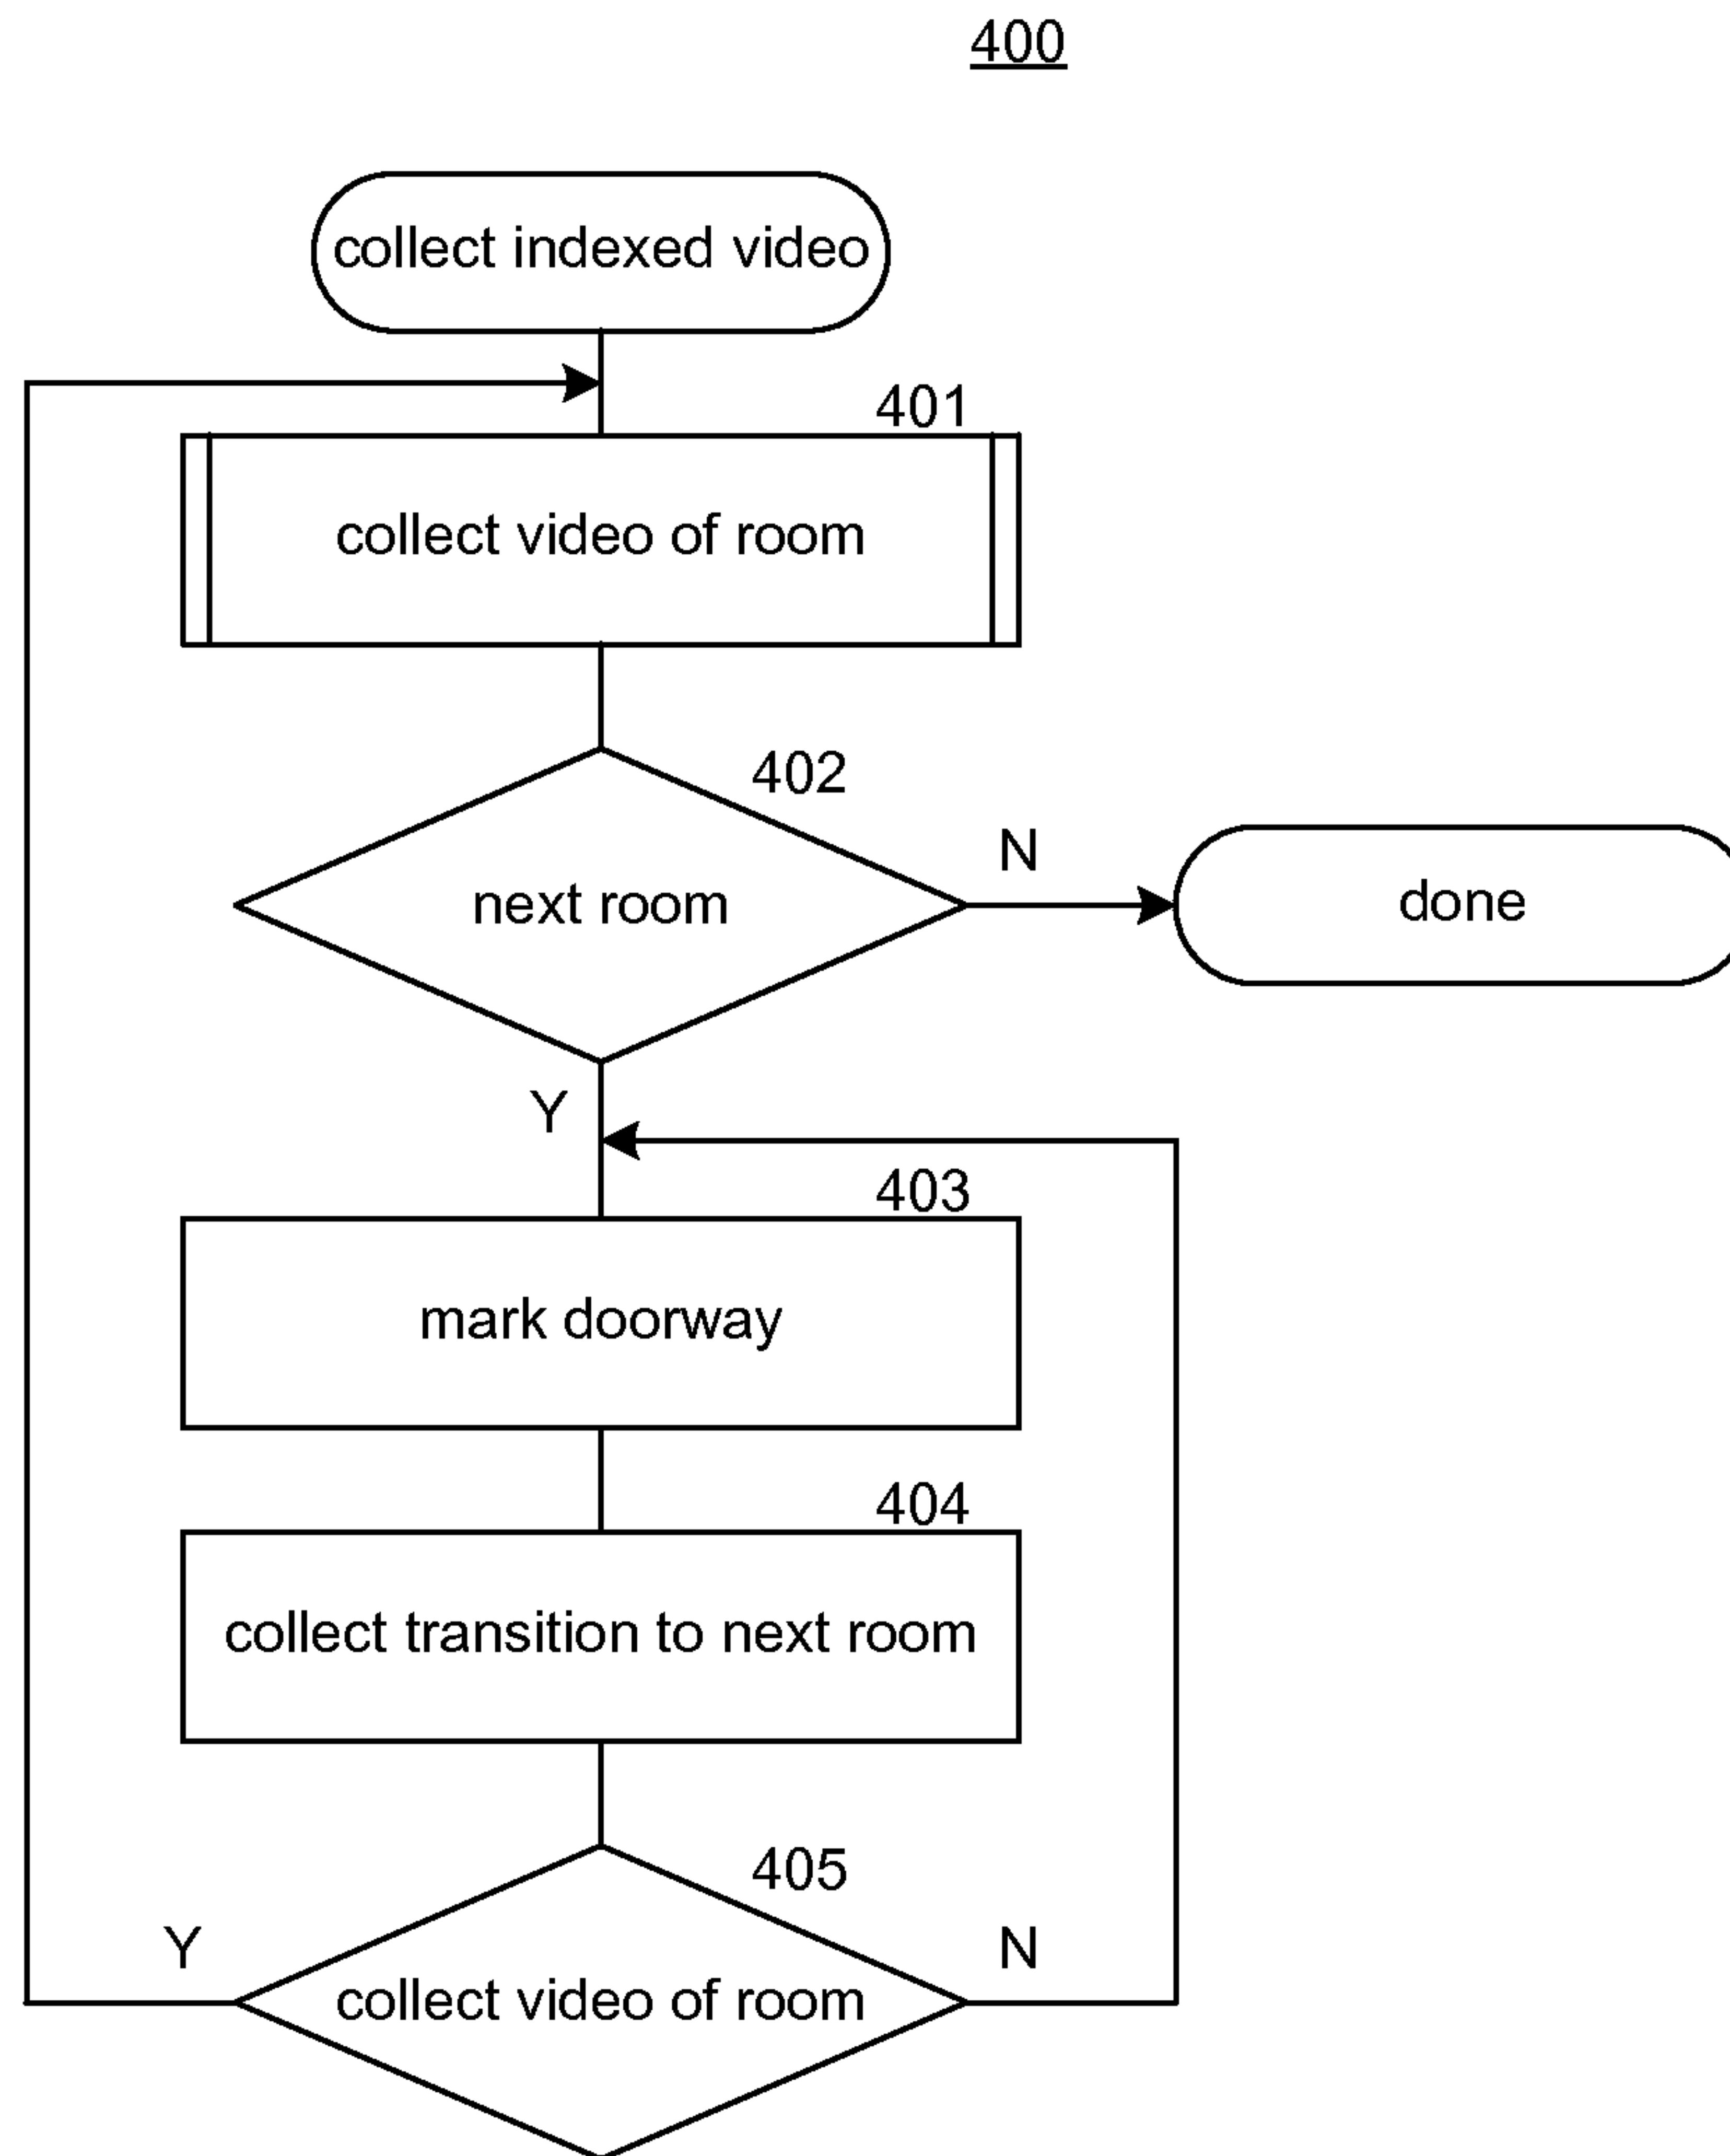 400
collect indexed video
401
collect video of room
402
next room
N
done
Y
403
mark doorway
404
collect transition to next room
405
Y
N
collect video of room